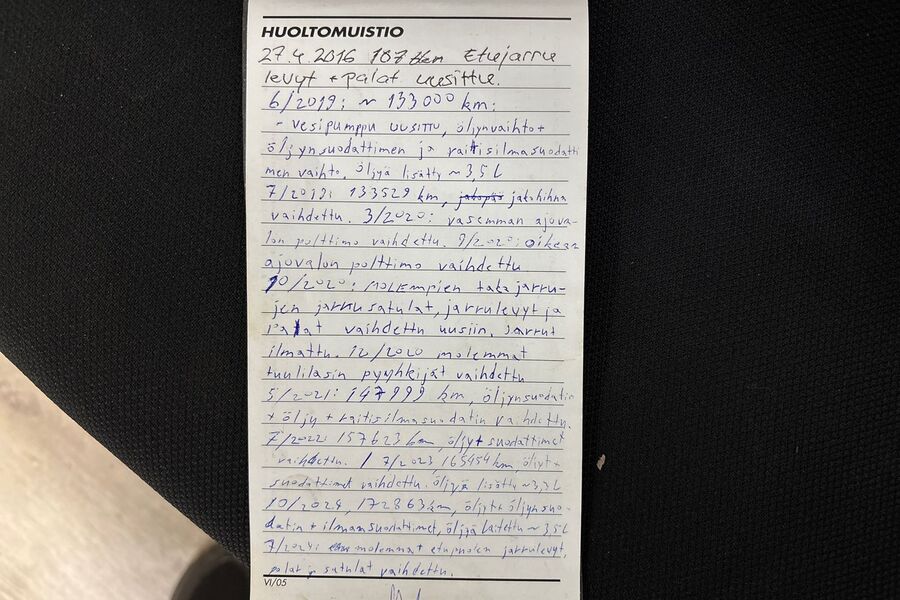 HUOLTOMUISTIO
27.4.2016 107tkm Etujarru
levyt + palat uusittu.
6/2019: ~ 133000 km:
- vesipumppu uusittu, öljynvaihto +
öljynsuodattimen ja raitisilmasuodatti
men vaihto. Öljyä lisätty ~ 3,5 L
7/2019: 133529 km, jakohihna
vaihdettu. 3/2020: vasemman ajova-
lon polttimo vaihdettu. 9/2020: oikean
ajovalon polttimo vaihdettu
10/2020: MOLEMPien takajarru-
jen jarrusatulat, jarrulevyt ja
Palat vaihdettu uusiin. Jarrut
ilmattu. 12/2020 molemmat
tuulilasin pyyhkijät vaihdettu
5/2021: 147999 km, öljynsuodatin
+ öljy + raitisilmasuodatin vaihdettu.
7/2022: 157623 km, öljyt suodattimet
vaihdettu. / 7/2023, 165454 km, öljyt +
suodattimet vaihdettu. Öljyä lisätty ~3,3 L
10/2024, 172863 km, öljyt + öljynsuo-
datin + ilmansuodattimet, öljyä laitettu ~ 3,5 L
7/2024: molemmat etupuolen jarrulevyt,
palat ja satulat vaihdettu.
VI/05